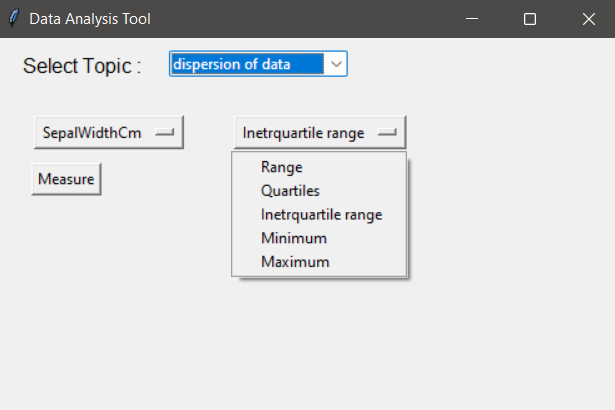 Data Analysis Tool
Select Topic : dispersion of data
SepalWidthCm Inetrquartile range
Measure
Range
Quartiles
Inetrquartile range
Minimum
Maximum